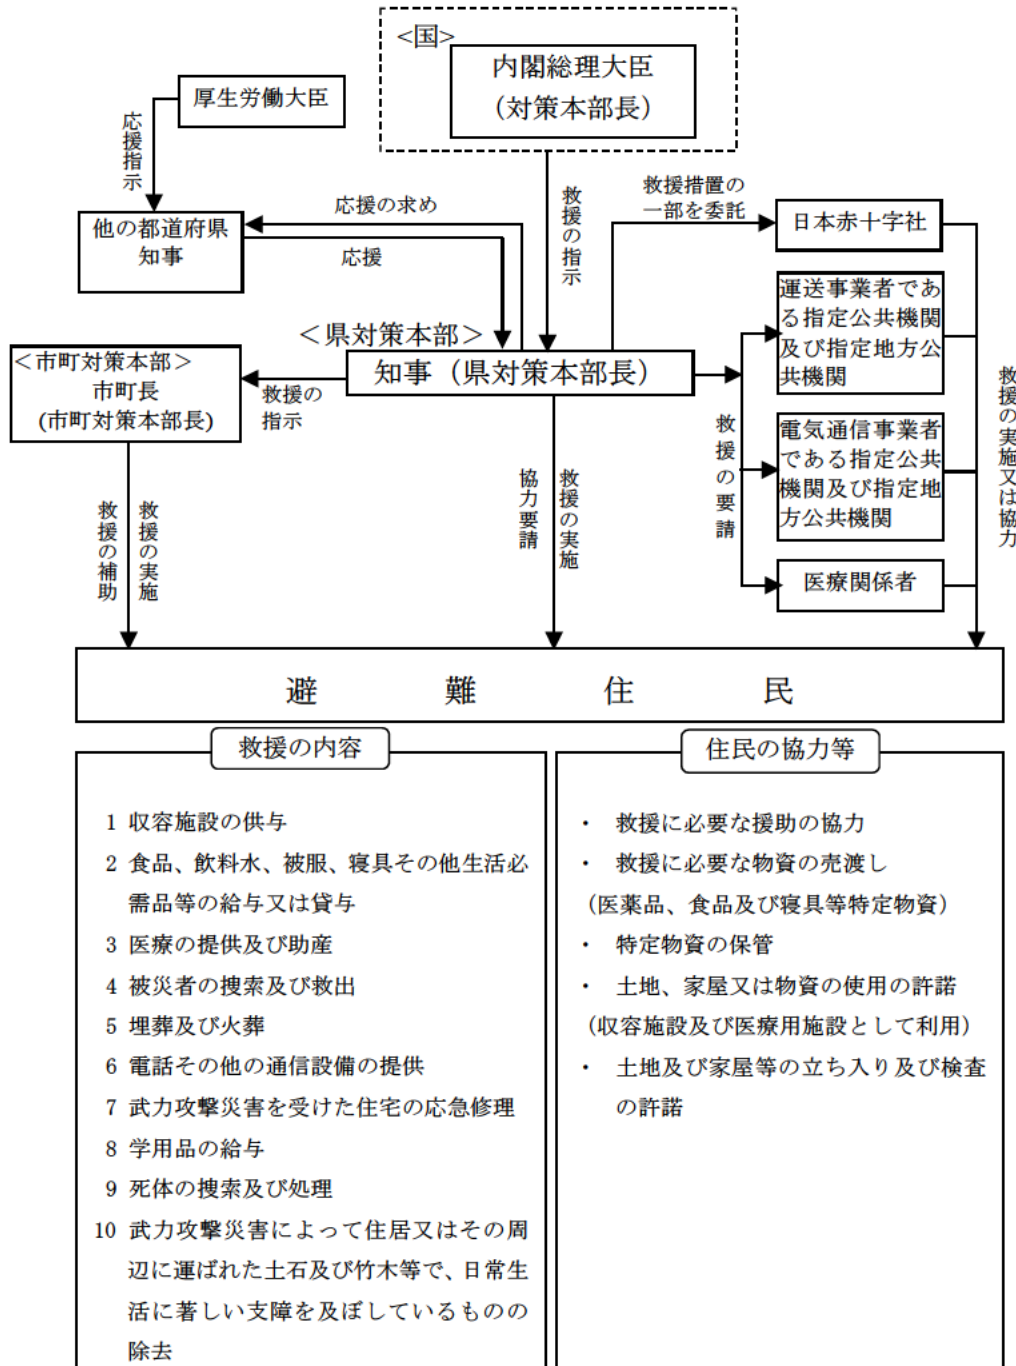 <国>
内閣総理大臣
(対策本部長)
厚生労働大臣
応援指示
救援の指示
救援措置の
一部を委託
応援の求め
他の都道府県
知事
応援
日本赤十字社
運送事業者であ
る指定公共機関
及び指定地方公
共機関
<県対策本部>
知事(県対策本部長)
<市町対策本部>
市町長
(市町対策本部長)
救援の
指示
救援の要請
電気通信事業者
である指定公共
機関及び指定地
方公共機関
救援の実施又は協力
医療関係者
救援の補助
救援の実施
協力要請
救援の実施
避難住民
救援の内容
1 収容施設の供与
2 食品、飲料水、被服、寝具その他生活必
需品等の給与又は貸与
3 医療の提供及び助産
4 被災者の捜索及び救出
5 埋葬及び火葬
6 電話その他の通信設備の提供
7 武力攻撃災害を受けた住宅の応急修理
8 学用品の給与
9 死体の捜索及び処理
10 武力攻撃災害によって住居又はその周
辺に運ばれた土石及び竹木等で、日常生
活に著しい支障を及ぼしているものの
除去
住民の協力等
・ 救援に必要な援助の協力
・ 救援に必要な物資の売渡し
(医薬品、食品及び寝具等特定物資)
・ 特定物資の保管
・ 土地、家屋又は物資の使用の許諾
(収容施設及び医療用施設として利用)
・ 土地及び家屋等の立ち入り及び検査
の許諾